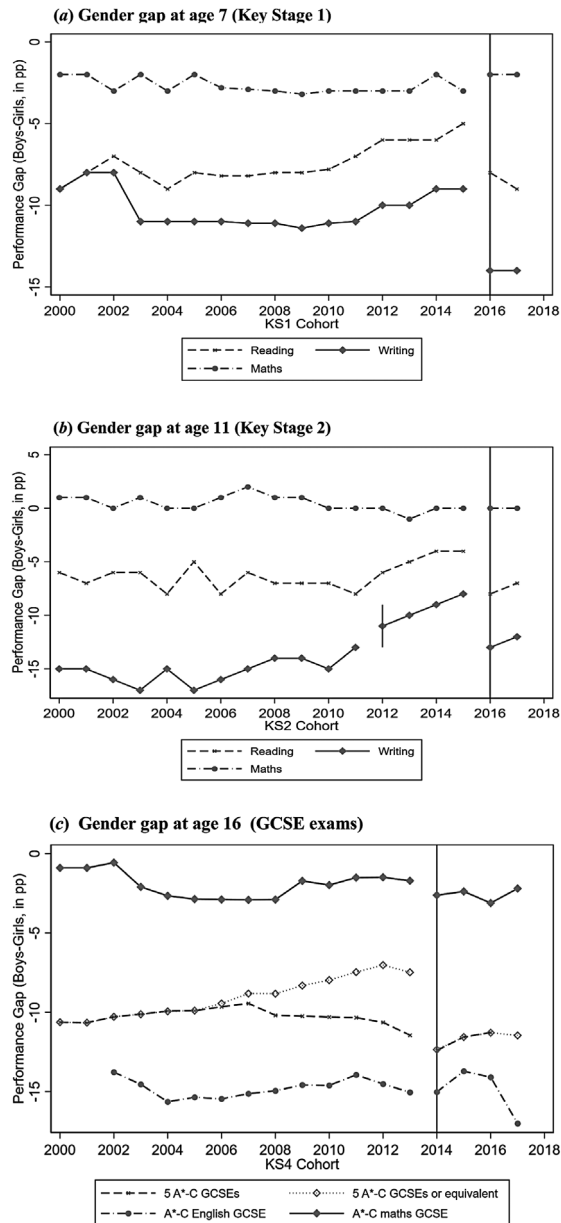 (a) Gender gap at age 7 (Key Stage 1)
Performance Gap (Boys-Girls, in pp)
0
-5
-10
-15
2000 2002 2004 2006 2008 2010 2012 2014 2016 2018
KS1 Cohort
Reading Writing
Maths
(b) Gender gap at age 11 (Key Stage 2)
Performance Gap (Boys-Girls, in pp)
5
0
-5
-10
-15
2000 2002 2004 2006 2008 2010 2012 2014 2016 2018
KS2 Cohort
Reading Writing
Maths
(c) Gender gap at age 16 (GCSE exams)
Performance Gap (Boys-Girls, in pp)
0
-5
-10
-15
2000 2002 2004 2006 2008 2010 2012 2014 2016 2018
KS4 Cohort
5 A*-C GCSEs 5 A*-C GCSEs or equivalent
A*-C English GCSE A*-C maths GCSE